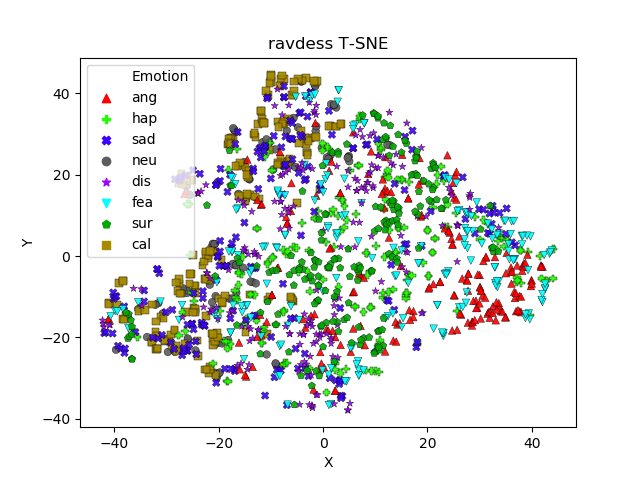 ravdess T-SNE
Emotion
ang
hap
sad
neu
dis
fea
sur
cal
40
20
0
−20
−40
Y
−40
−20
0
20
40
X